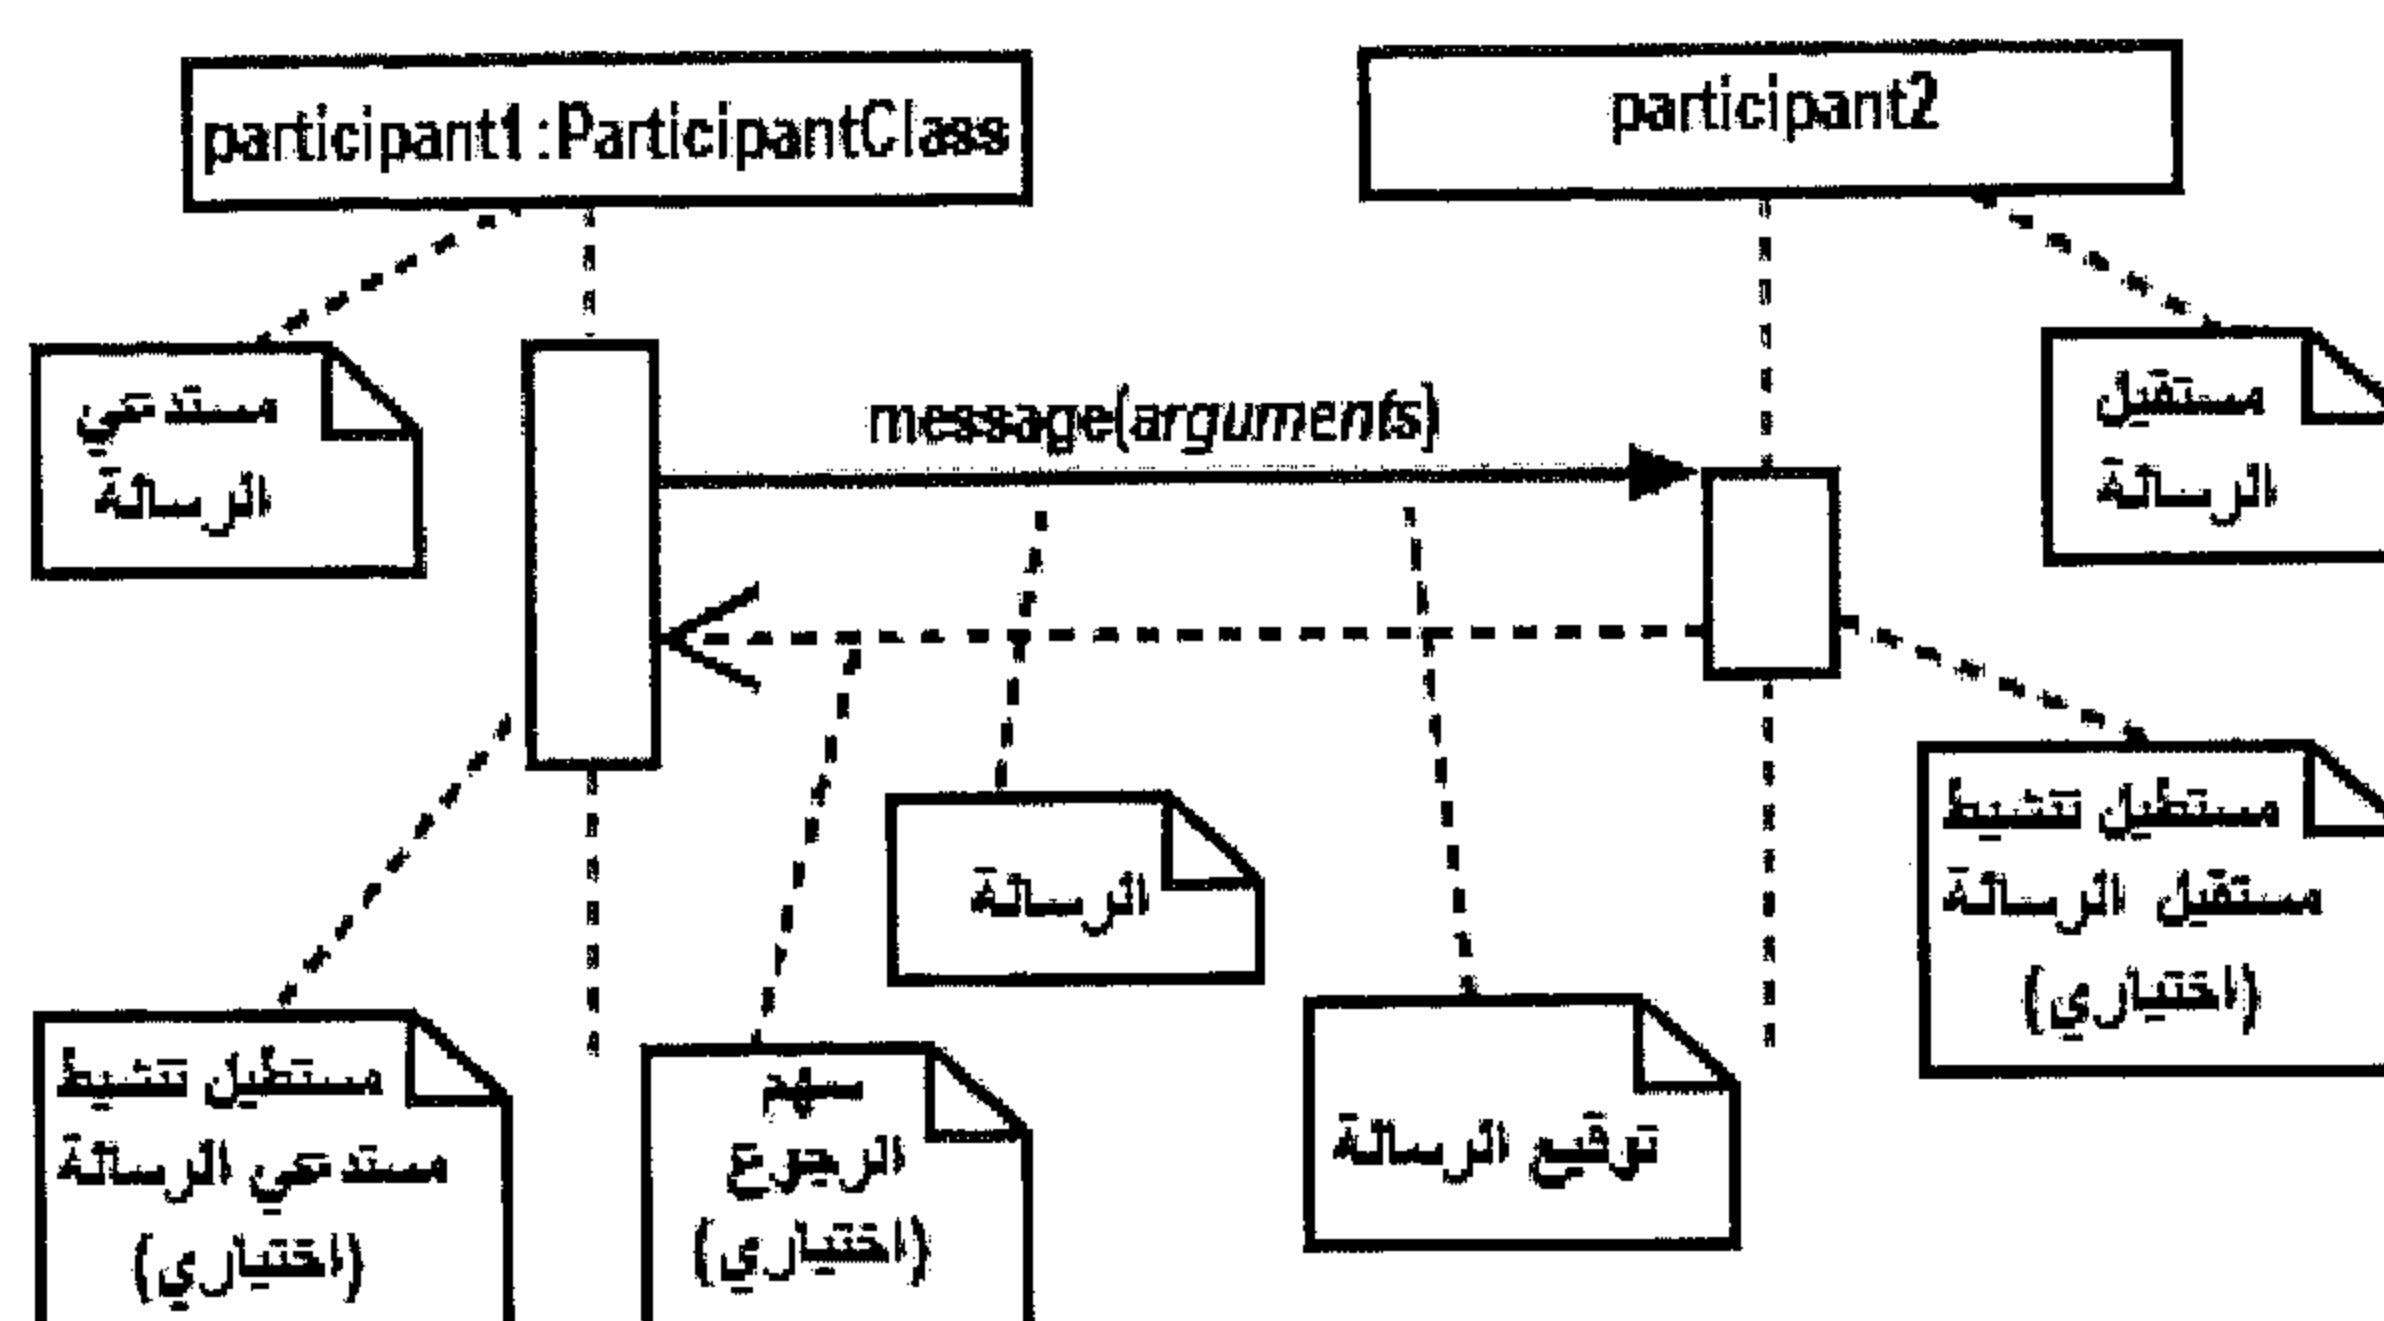 participant1:ParticipantClass
participant2
مستدعي
الرسالة
message(arguments)
مستقبل
الرسالة
الرسالة
مستطيل تنشيط
مستقبل الرسالة
(اختياري)
توقيع الرسالة
سهم
الرجوع
(اختياري)
مستطيل تنشيط
مستدعي الرسالة
(اختياري)